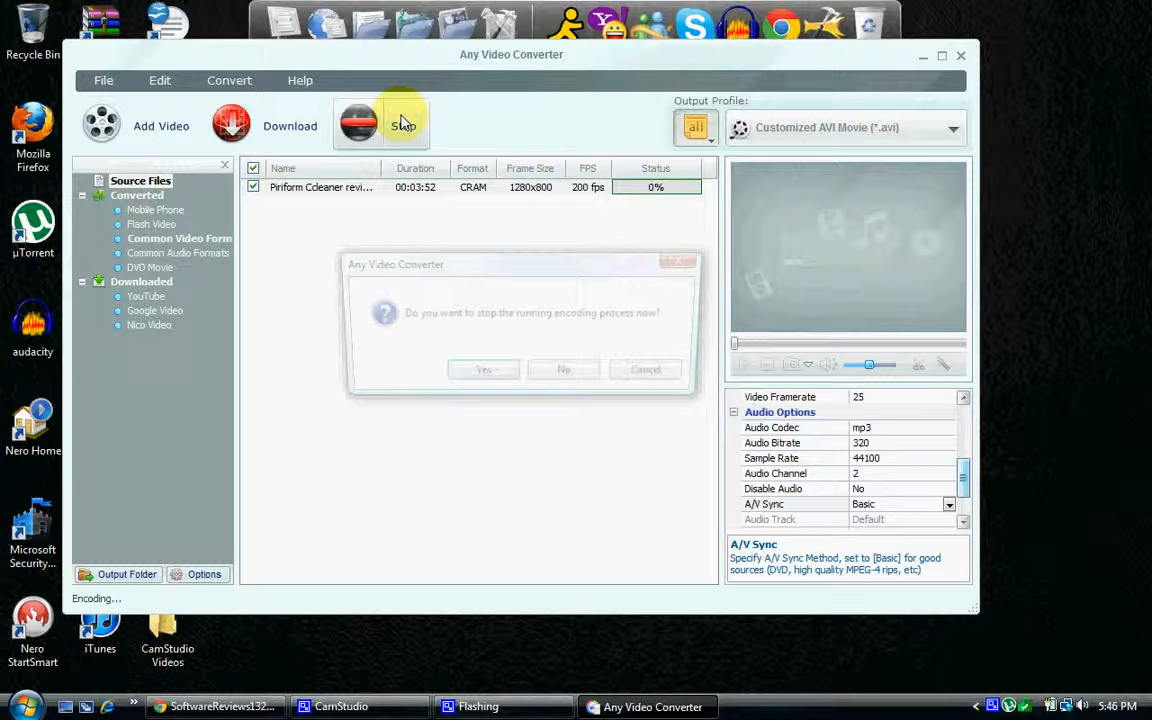 Recycle Bin
Mozilla
Firefox
µTorrent
audacity
Nero Home
Microsoft
Security...
Nero
StartSmart
iTunes
CamStudio
Videos
Any Video Converter
File Edit Convert Help
Add Video
Download
Stop
Output Profile:
all
Customized AVI Movie (*.avi)
Source Files
Converted
Mobile Phone
Flash Video
Common Video Form
Common Audio Formats
DVD Movie
Downloaded
YouTube
Google Video
Nico Video
Output Folder
Options
Encoding...
Name Duration Format Frame Size FPS Status
Piriform Ccleaner revi... 00:03:52 CRAM 1280x800 200 fps 0%
Any Video Converter
Do you want to stop the running encoding process now?
Yes No Cancel
Video Framerate 25
Audio Options
Audio Codec mp3
Audio Bitrate 320
Sample Rate 44100
Audio Channel 2
Disable Audio No
A/V Sync Basic
Audio Track Default
A/V Sync
Specify A/V Sync Method, set to [Basic] for good
sources (DVD, high quality MPEG-4 rips, etc)
SoftwareReviews132...
CamStudio
Flashing
Any Video Converter
5:46 PM